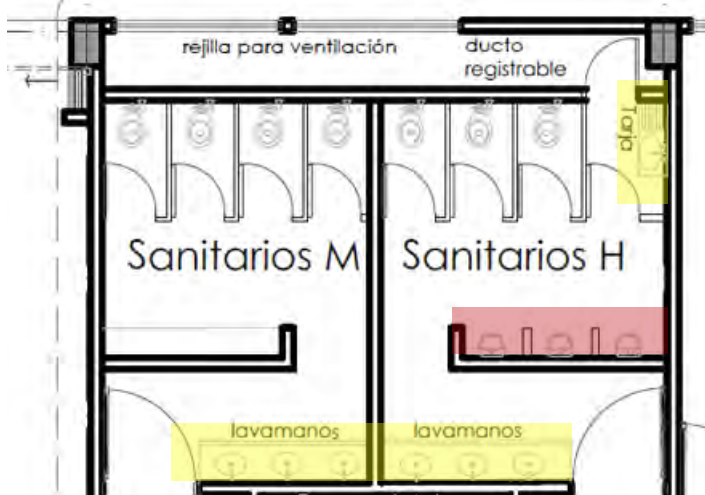 rejilla para ventilación
ducto
registrable
Tarja
Sanitarios M
Sanitarios H
lavamanos
lavamanos